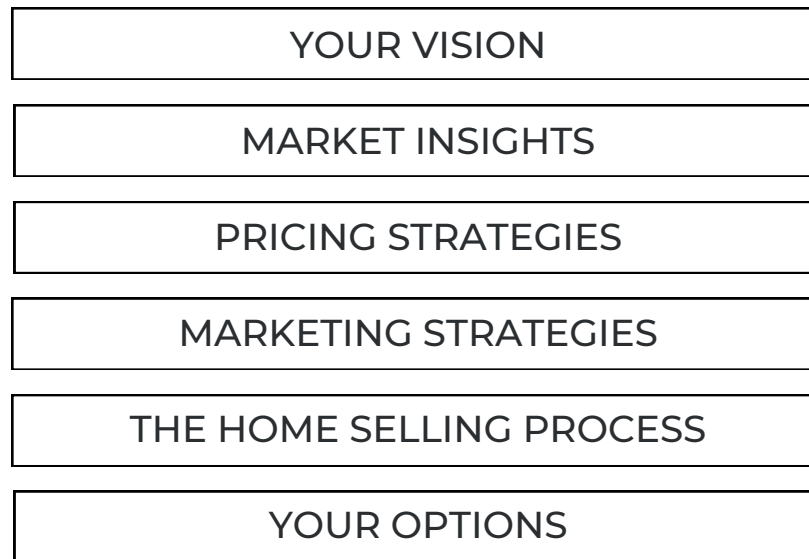 YOUR VISION
MARKET INSIGHTS
PRICING STRATEGIES
MARKETING STRATEGIES
THE HOME SELLING PROCESS
YOUR OPTIONS